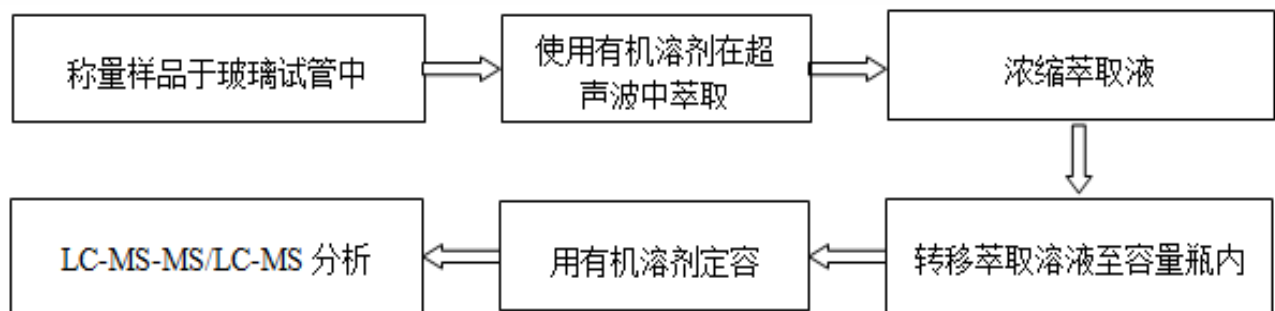 称量样品于玻璃试管中
使用有机溶剂在超
声波中萃取
浓缩萃取液
转移萃取溶液至容量瓶内
用有机溶剂定容
LC-MS-MS/LC-MS 分析